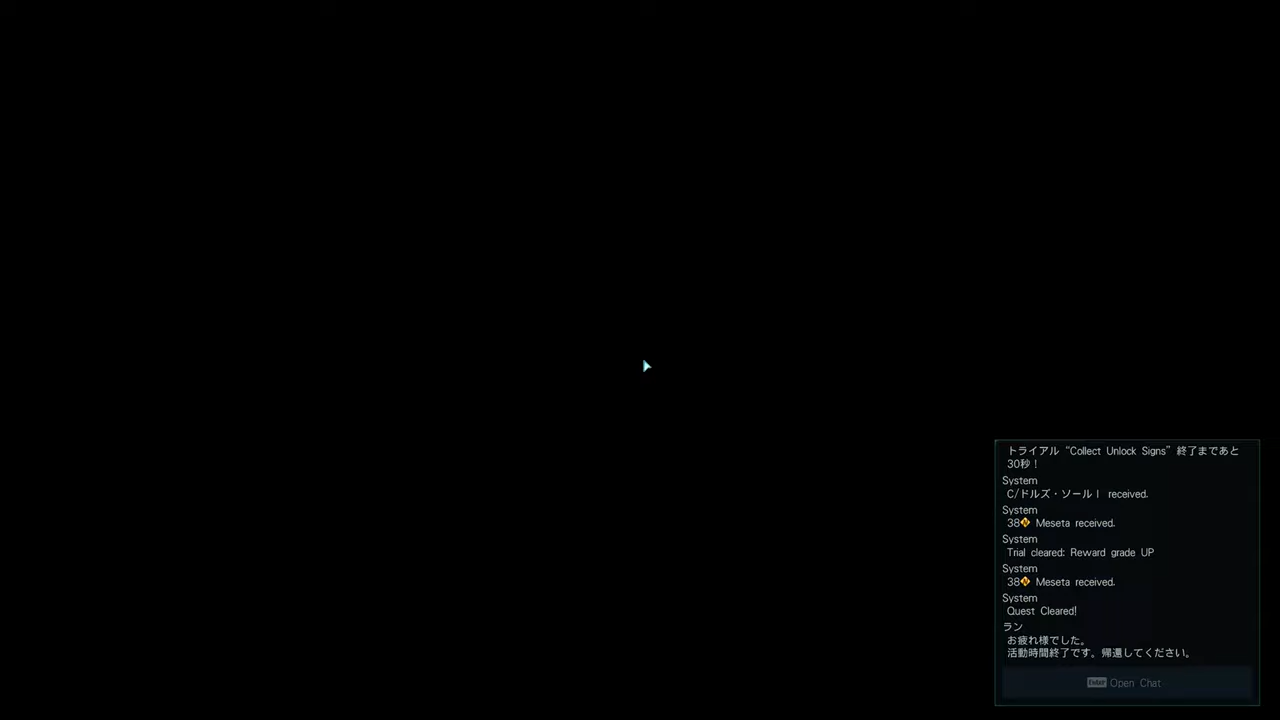 トライアル “Collect Unlock Signs” 終了まであと
30秒！
System
C/ドルズ・ソールⅠ received.
System
38 Meseta received.
System
Trial cleared: Reward grade UP
System
38 Meseta received.
System
Quest Cleared!
ラン
お疲れ様でした。
活動時間終了です。帰還してください。
Enter Open Chat